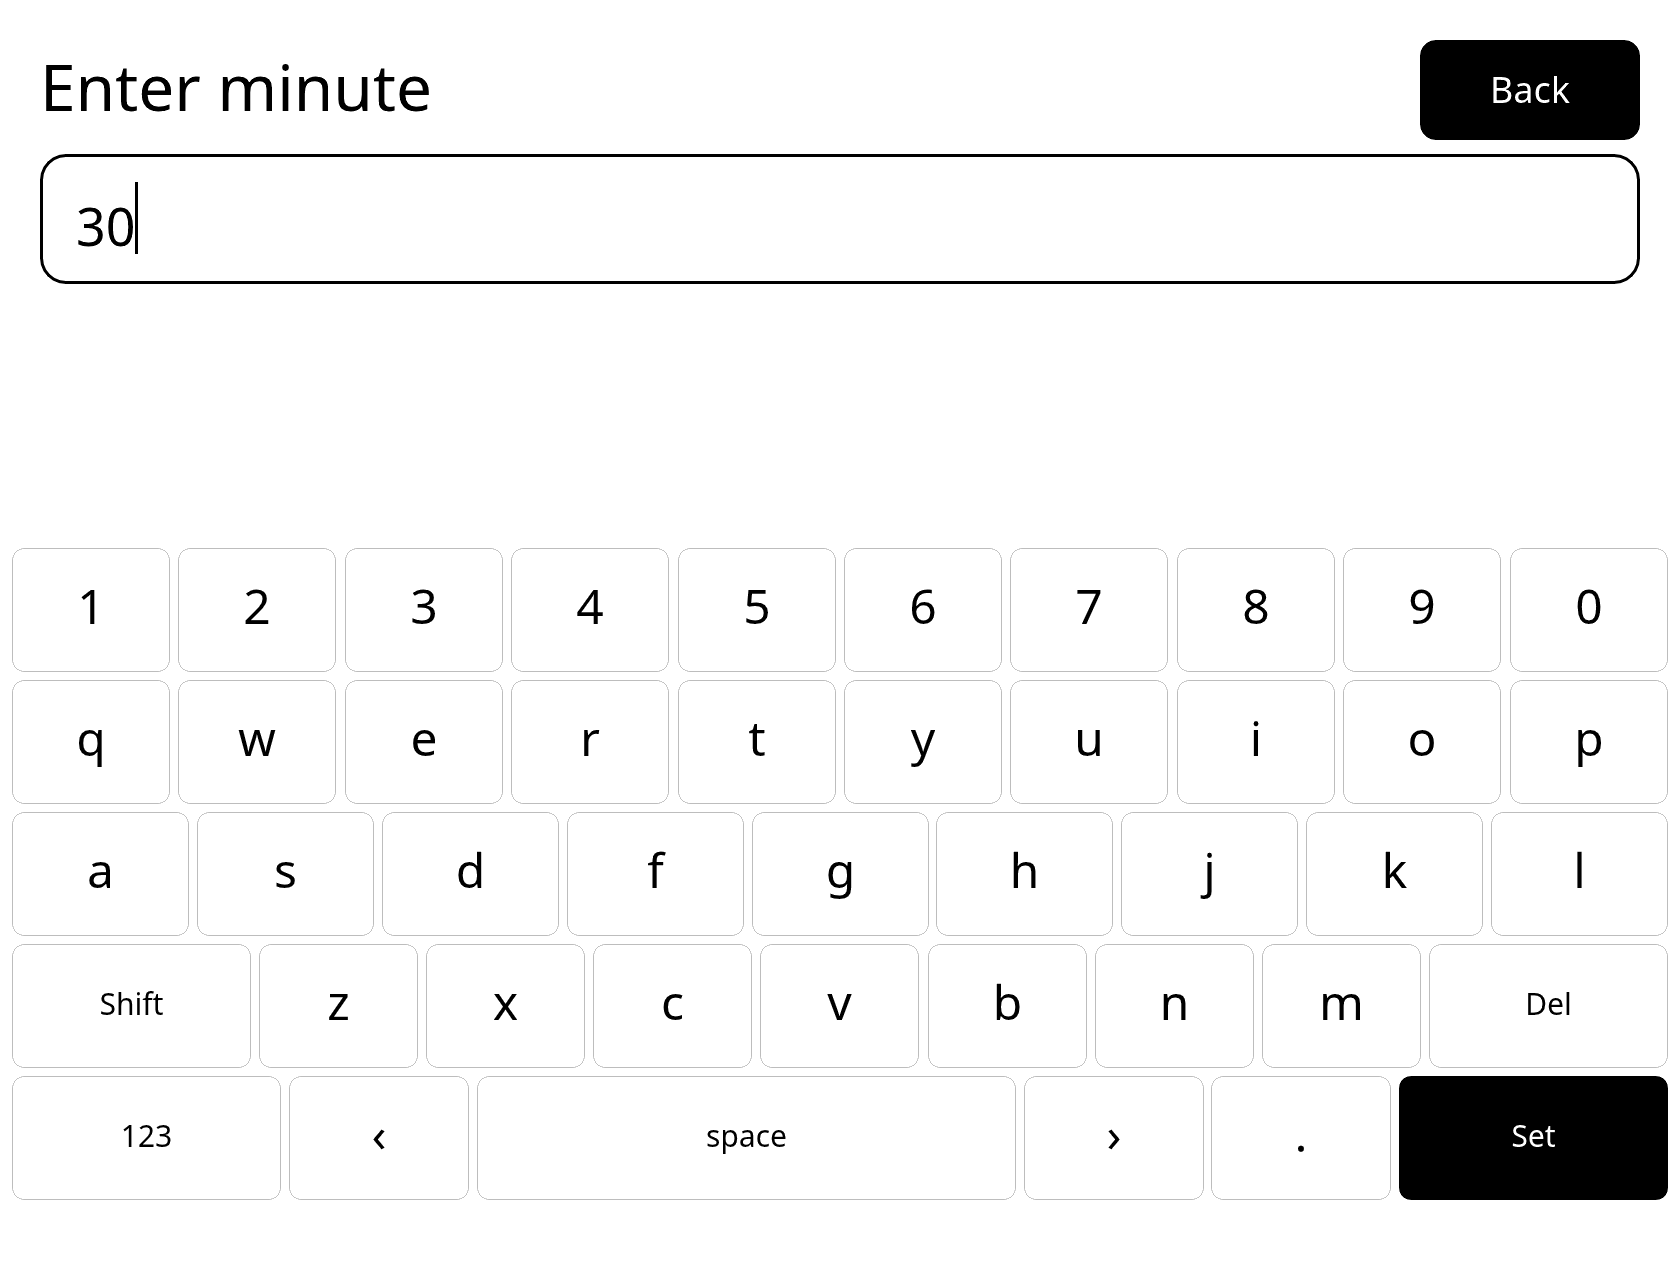 Enter minute
Back
30
1 2 3 4 5 6 7 8 9 0
q w e r t y u i o p
a s d f g h j k l
Shift z x c v b n m Del
123 ‹ space › . Set